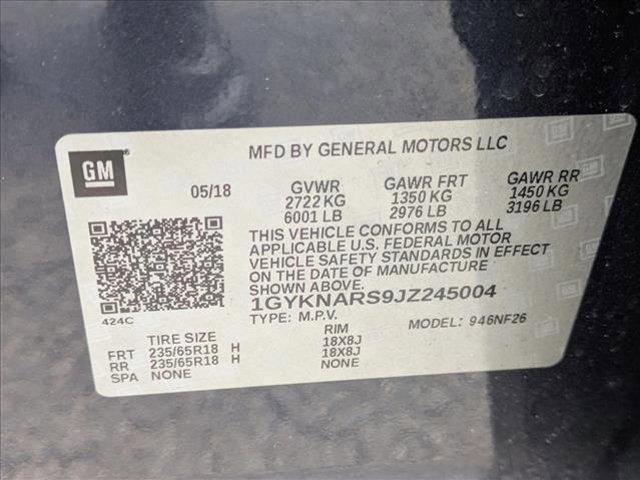 GM
MFD BY GENERAL MOTORS LLC
05/18 GVWR GAWR FRT GAWR RR
2722 KG 1350 KG 1450 KG
6001 LB 2976 LB 3196 LB
THIS VEHICLE CONFORMS TO ALL
APPLICABLE U.S. FEDERAL MOTOR
VEHICLE SAFETY STANDARDS IN EFFECT
ON THE DATE OF MANUFACTURE
SHOWN ABOVE.
1GYKNARS9JZ245004
424C TYPE: M.P.V. MODEL: 946NF26
TIRE SIZE RIM
FRT 235/65R18 H 18X8J
RR 235/65R18 H 18X8J
SPA NONE NONE